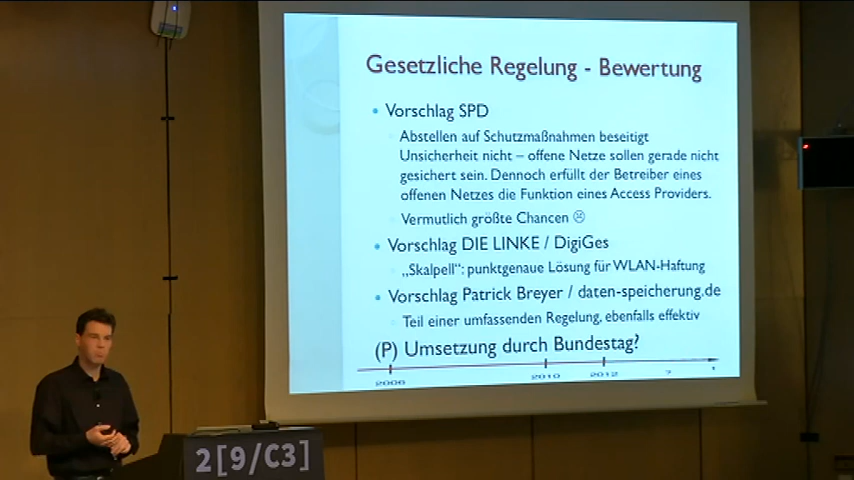 Gesetzliche Regelung - Bewertung
Vorschlag SPD
Abstellen auf Schutzmaßnahmen beseitigt
Unsicherheit nicht – offene Netze sollen gerade nicht
gesichert sein. Dennoch erfüllt der Betreiber eines
offenen Netzes die Funktion eines Access Providers.
Vermutlich größte Chancen ☹
Vorschlag DIE LINKE / DigiGes
„Skalpell“: punktgenaue Lösung für WLAN-Haftung
Vorschlag Patrick Breyer / daten-speicherung.de
Teil einer umfassenden Regelung, ebenfalls effektiv
(P) Umsetzung durch Bundestag?
2006 2010 2012 ?
2[9/C3]